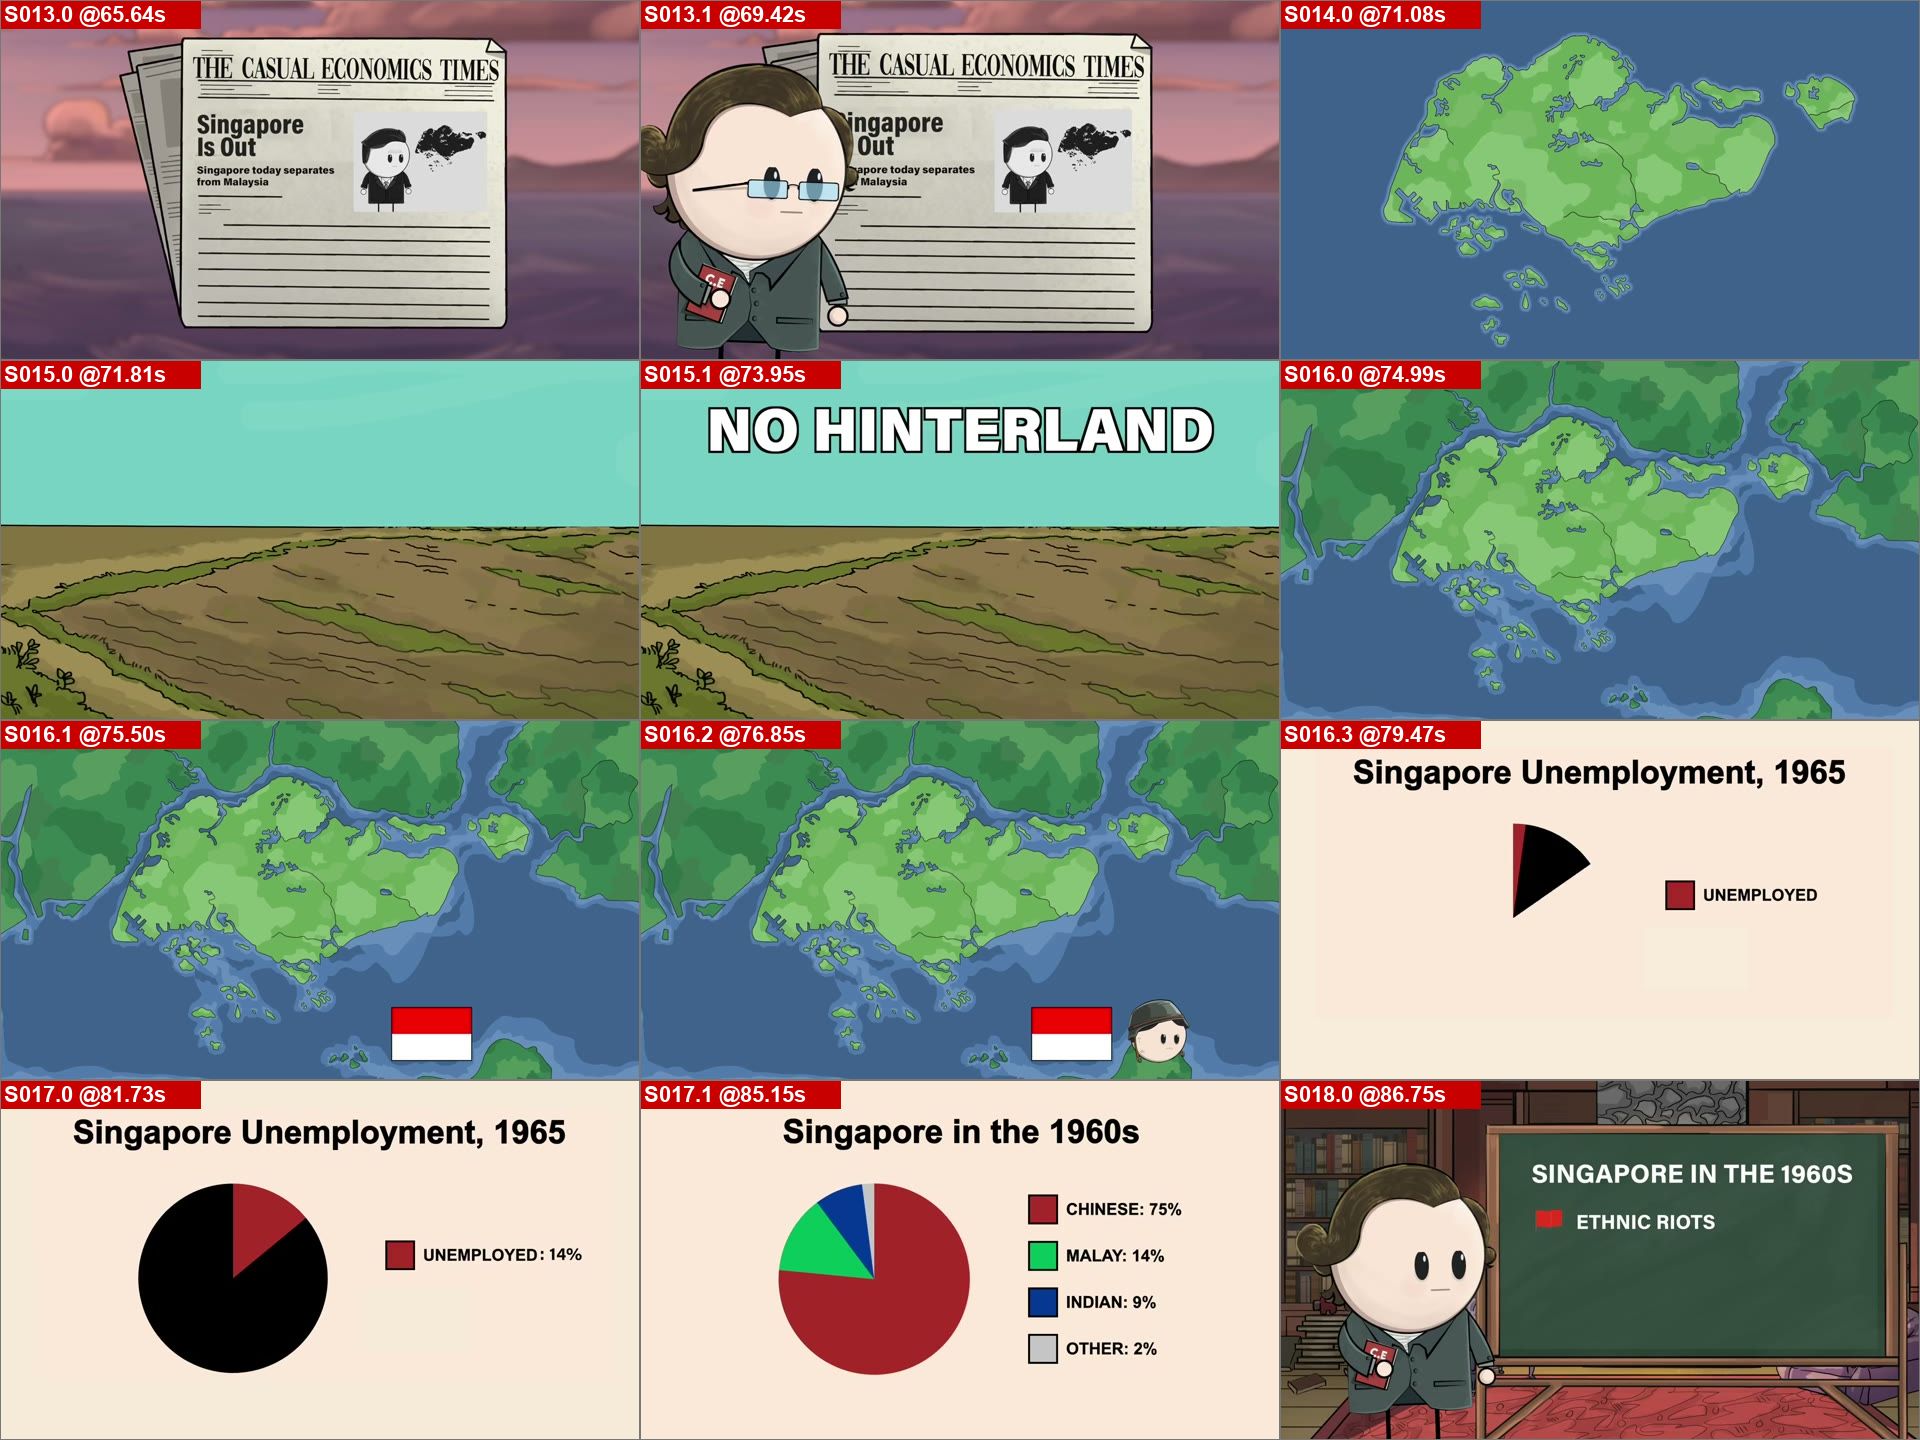 S013.0 @65.64s
THE CASUAL ECONOMICS TIMES
Singapore
Is Out
Singapore today separates
from Malaysia
S013.1 @69.42s
THE CASUAL ECONOMICS TIMES
ingapore
Out
apore today separates
Malaysia
C.E
S014.0 @71.08s
S015.0 @71.81s
S015.1 @73.95s
NO HINTERLAND
S016.0 @74.99s
S016.1 @75.50s
S016.2 @76.85s
S016.3 @79.47s
Singapore Unemployment, 1965
UNEMPLOYED
S017.0 @81.73s
Singapore Unemployment, 1965
UNEMPLOYED: 14%
S017.1 @85.15s
Singapore in the 1960s
CHINESE: 75%
MALAY: 14%
INDIAN: 9%
OTHER: 2%
S018.0 @86.75s
SINGAPORE IN THE 1960S
ETHNIC RIOTS
C.E